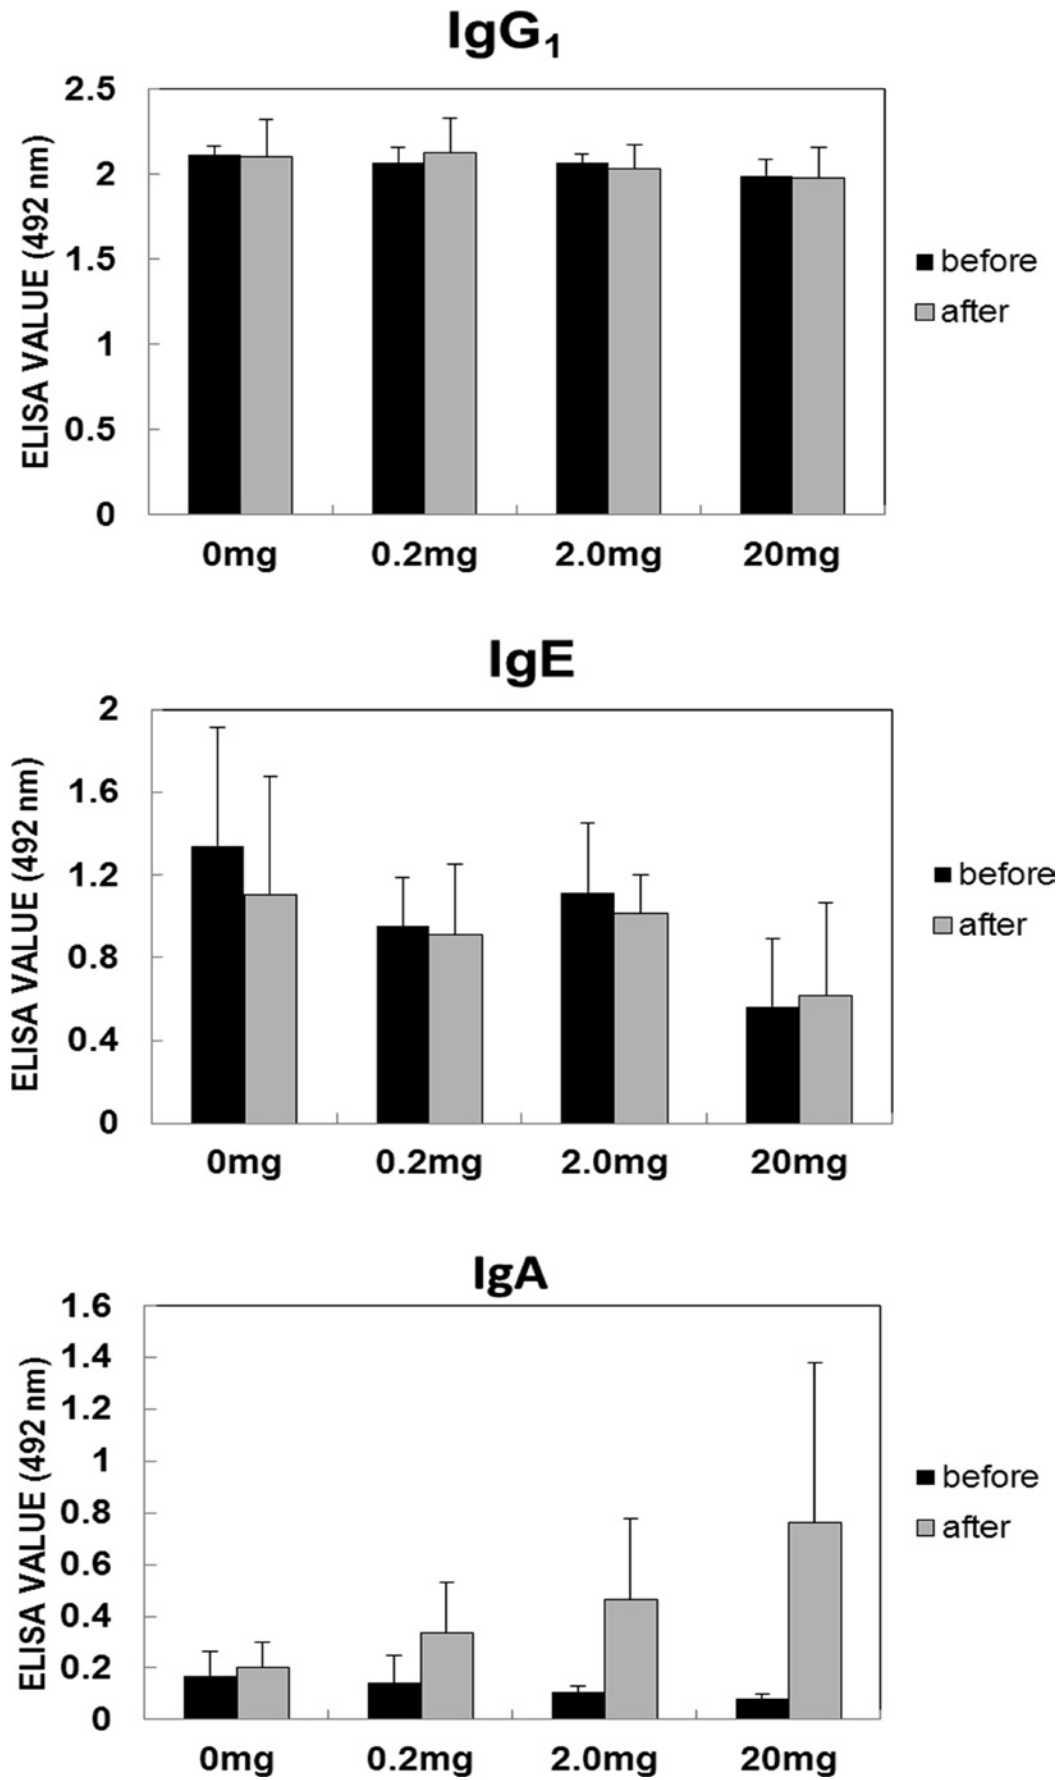 IgG₁
ELISA VALUE (492 nm)
2.5
2
1.5
1
0.5
0
0mg 0.2mg 2.0mg 20mg
before
after
IgE
ELISA VALUE (492 nm)
2
1.6
1.2
0.8
0.4
0
0mg 0.2mg 2.0mg 20mg
before
after
IgA
ELISA VALUE (492 nm)
1.6
1.4
1.2
1
0.8
0.6
0.4
0.2
0
0mg 0.2mg 2.0mg 20mg
before
after